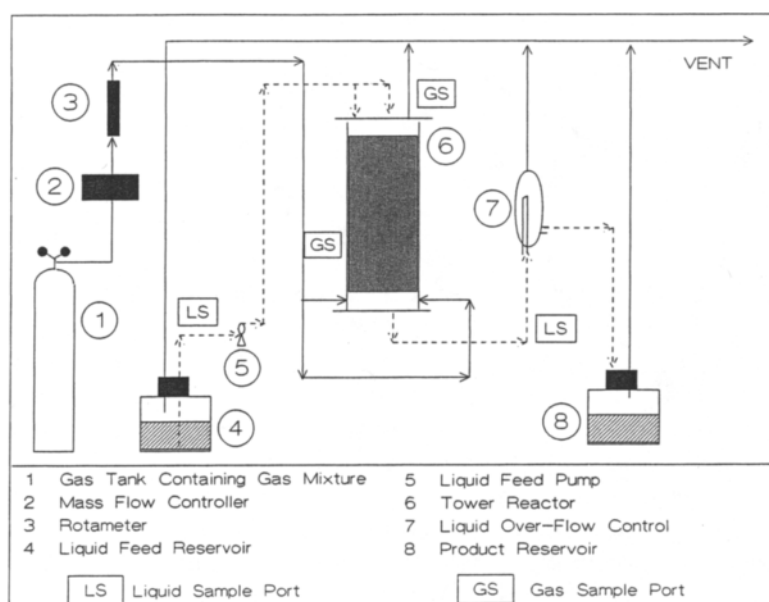 VENT
3
GS
6
2
7
GS
1
LS
LS
5
4
8
1 Gas Tank Containing Gas Mixture
2 Mass Flow Controller
3 Rotameter
4 Liquid Feed Reservoir
5 Liquid Feed Pump
6 Tower Reactor
7 Liquid Over-Flow Control
8 Product Reservoir
LS Liquid Sample Port
GS Gas Sample Port